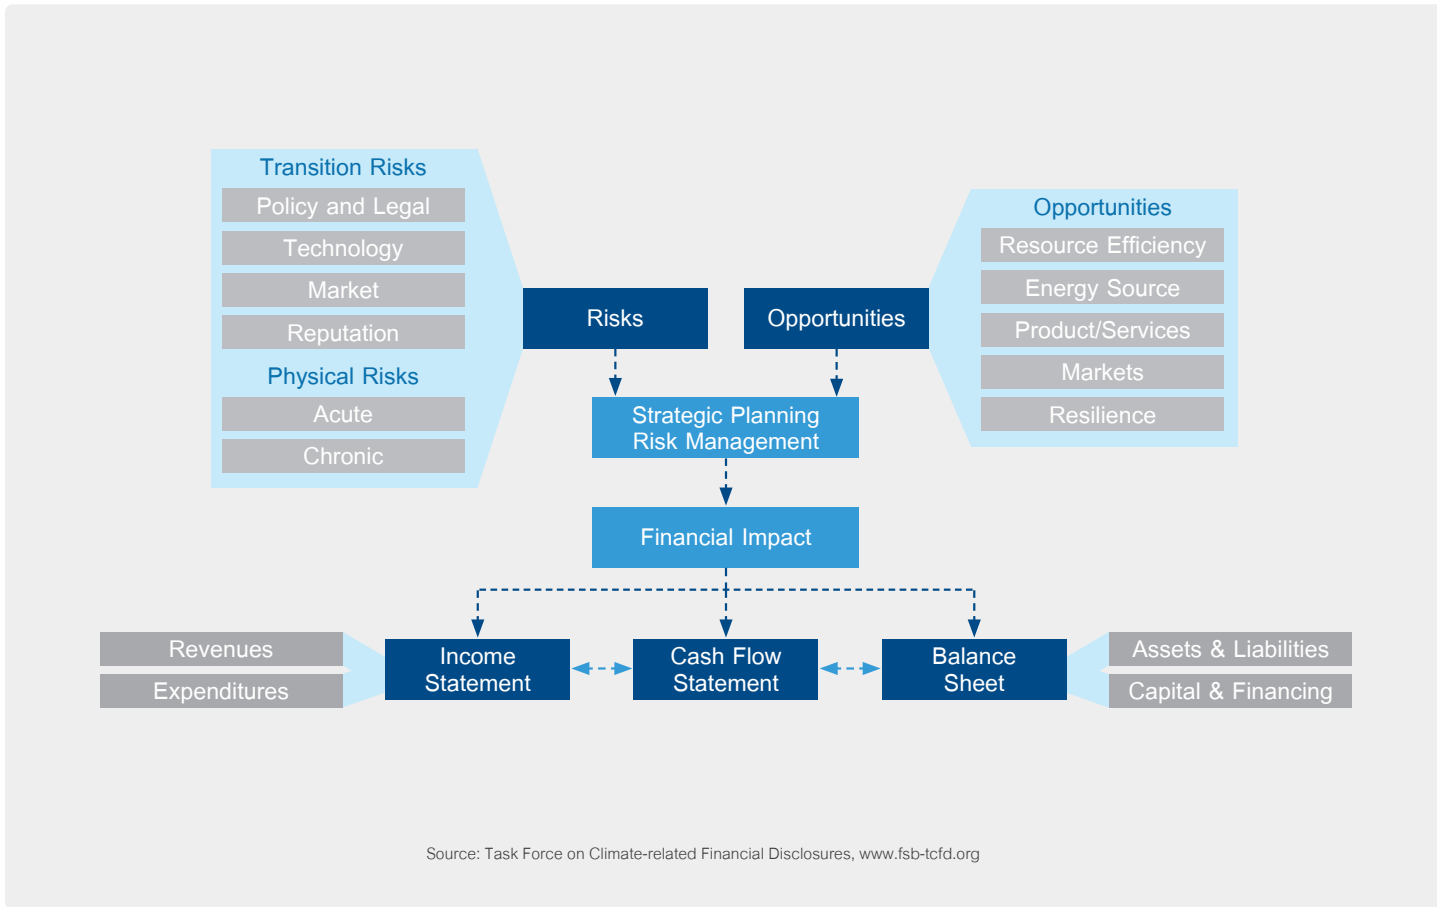 Transition Risks
Policy and Legal
Technology
Market
Reputation
Physical Risks
Acute
Chronic
Risks
Opportunities
Opportunities
Resource Efficiency
Energy Source
Product/Services
Markets
Resilience
Strategic Planning
Risk Management
Financial Impact
Revenues
Expenditures
Income
Statement
Cash Flow
Statement
Balance
Sheet
Assets & Liabilities
Capital & Financing
Source: Task Force on Climate-related Financial Disclosures, www.fsb-tcfd.org